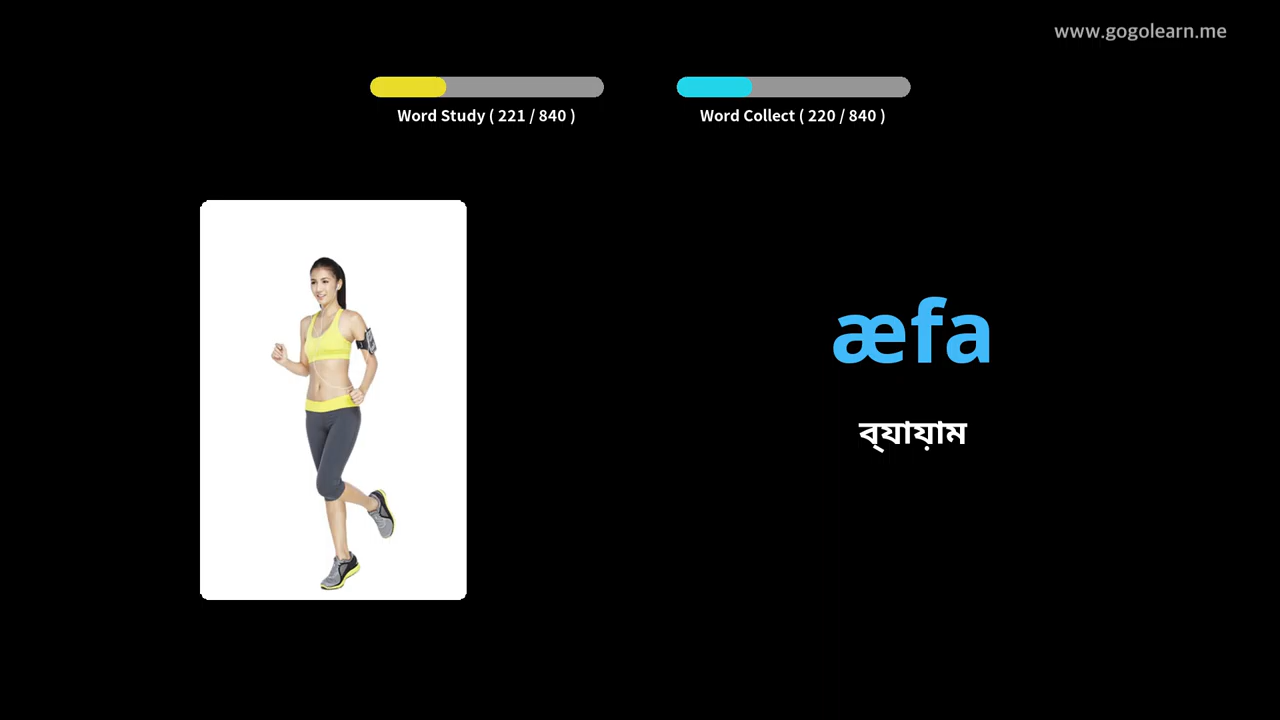 www.gogolearn.me
Word Study ( 221 / 840 )
Word Collect ( 220 / 840 )
æfa
ব্যায়াম